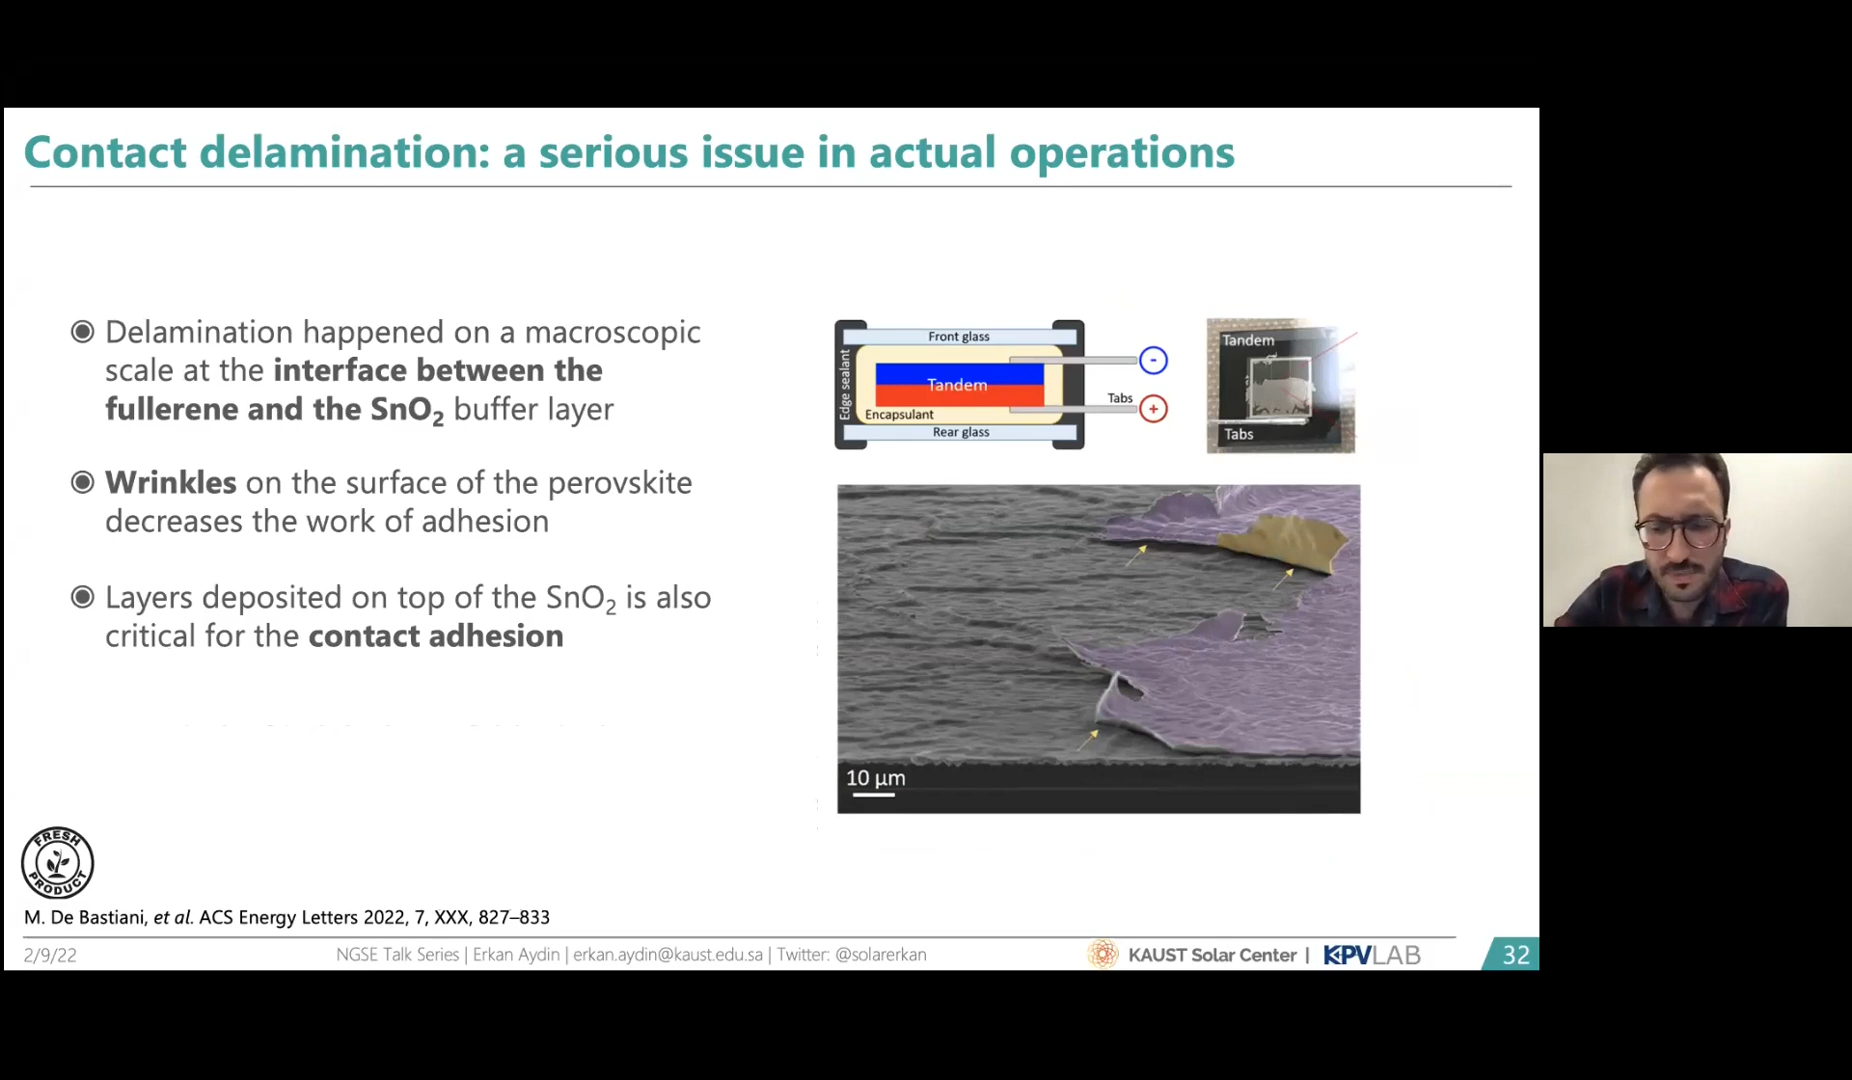 Contact delamination: a serious issue in actual operations
◉ Delamination happened on a macroscopic
scale at the interface between the
fullerene and the SnO₂ buffer layer
◉ Wrinkles on the surface of the perovskite
decreases the work of adhesion
◉ Layers deposited on top of the SnO₂ is also
critical for the contact adhesion
Front glass
Edge sealant
Tandem
Encapsulant
Rear glass
-
Tabs
+
Tandem
Tabs
10 µm
FRESH
PRODUCT
M. De Bastiani, et al. ACS Energy Letters 2022, 7, XXX, 827–833
2/9/22
NGSE Talk Series | Erkan Aydin | erkan.aydin@kaust.edu.sa | Twitter: @solarerkan
KAUST Solar Center |
KPVLAB
32